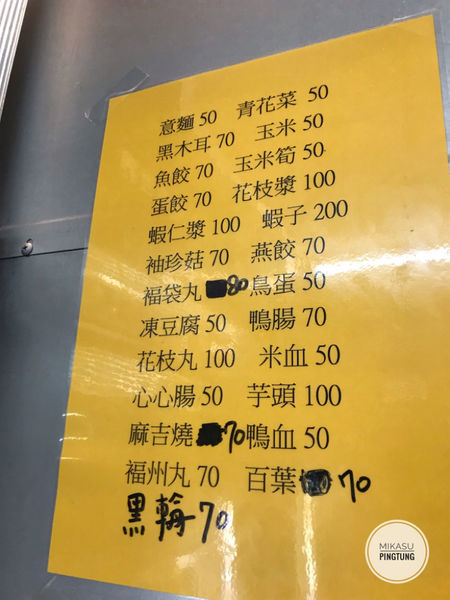 意麵 50 青花菜 50
黑木耳 70 玉米 50
魚餃 70 玉米筍 50
蛋餃 70 花枝漿 100
蝦仁漿 100 蝦子 200
袖珍菇 70 燕餃 70
福袋丸 80 鳥蛋 50
凍豆腐 50 鴨腸 70
花枝丸 100 米血 50
心心腸 50 芋頭 100
麻吉燒 70 鴨血 50
福州丸 70 百葉 70
黑輪 70
MIKASU
PINGTUNG